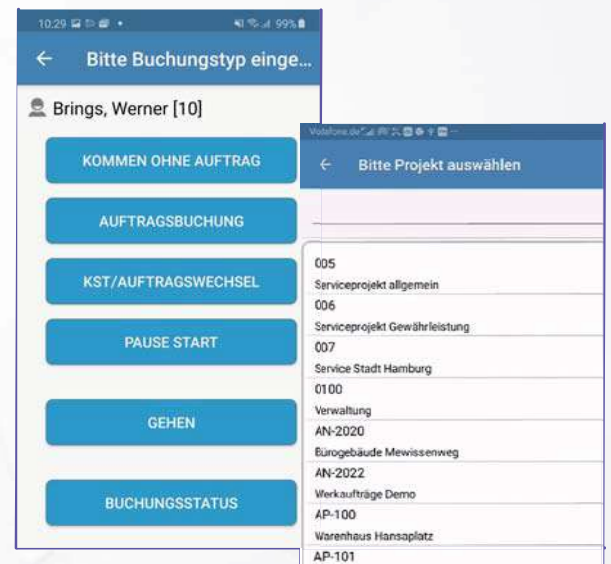 10:29
99%
Bitte Buchungstyp einge...
Brings, Werner [10]
KOMMEN OHNE AUFTRAG
AUFTRAGSBUCHUNG
KST/AUFTRAGSWECHSEL
PAUSE START
GEHEN
BUCHUNGSSTATUS
Vodafone.de
Bitte Projekt auswählen
005
Serviceprojekt allgemein
006
Serviceprojekt Gewährleistung
007
Service Stadt Hamburg
0100
Verwaltung
AN-2020
Bürogebäude Mewissenweg
AN-2022
Werkaufträge Demo
AP-100
Warenhaus Hansaplatz
AP-101